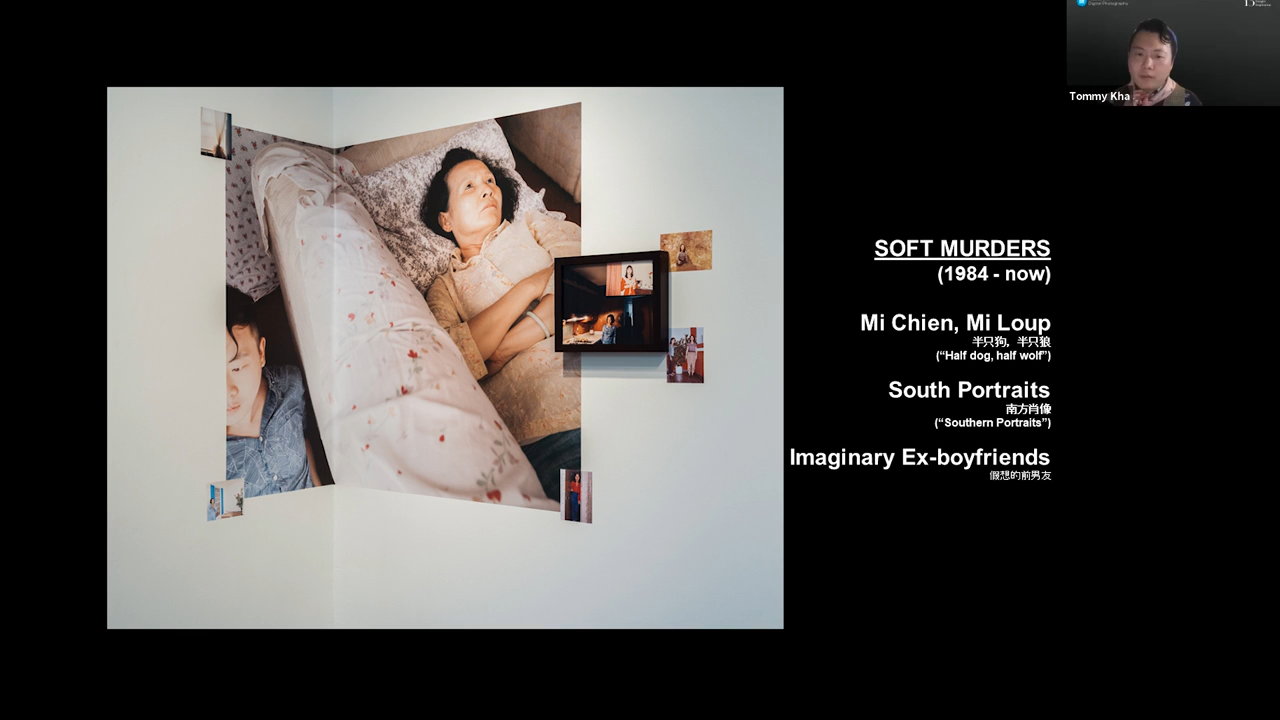 Tommy Kha
SOFT MURDERS
(1984 - now)
Mi Chien, Mi Loup
半只狗，半只狼
(“Half dog, half wolf”)
South Portraits
南方肖像
(“Southern Portraits”)
Imaginary Ex-boyfriends
假想的前男友